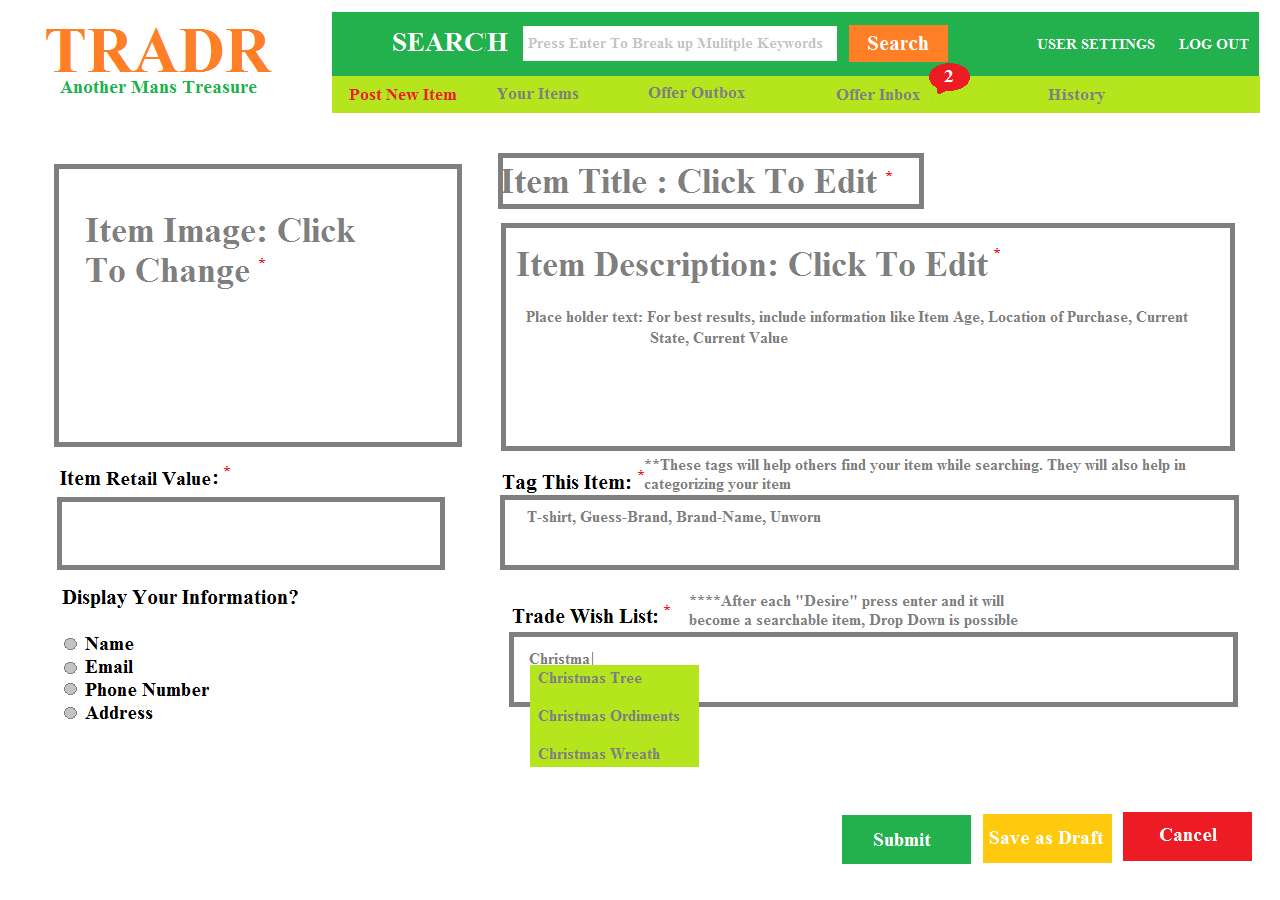 TRADR
Another Mans Treasure
SEARCH
Press Enter To Break up Mulitple Keywords
Search
USER SETTINGS
LOG OUT
Post New Item
Your Items
Offer Outbox
Offer Inbox
2
History
Item Image: Click
To Change *
Item Title : Click To Edit *
Item Description: Click To Edit *
Place holder text: For best results, include information like Item Age, Location of Purchase, Current
State, Current Value
Item Retail Value: *
Tag This Item: *
**These tags will help others find your item while searching. They will also help in
categorizing your item
T-shirt, Guess-Brand, Brand-Name, Unworn
Display Your Information?
Name
Email
Phone Number
Address
Trade Wish List: *
****After each "Desire" press enter and it will
become a searchable item, Drop Down is possible
Christma|
Christmas Tree
Christmas Ordiments
Christmas Wreath
Submit
Save as Draft
Cancel